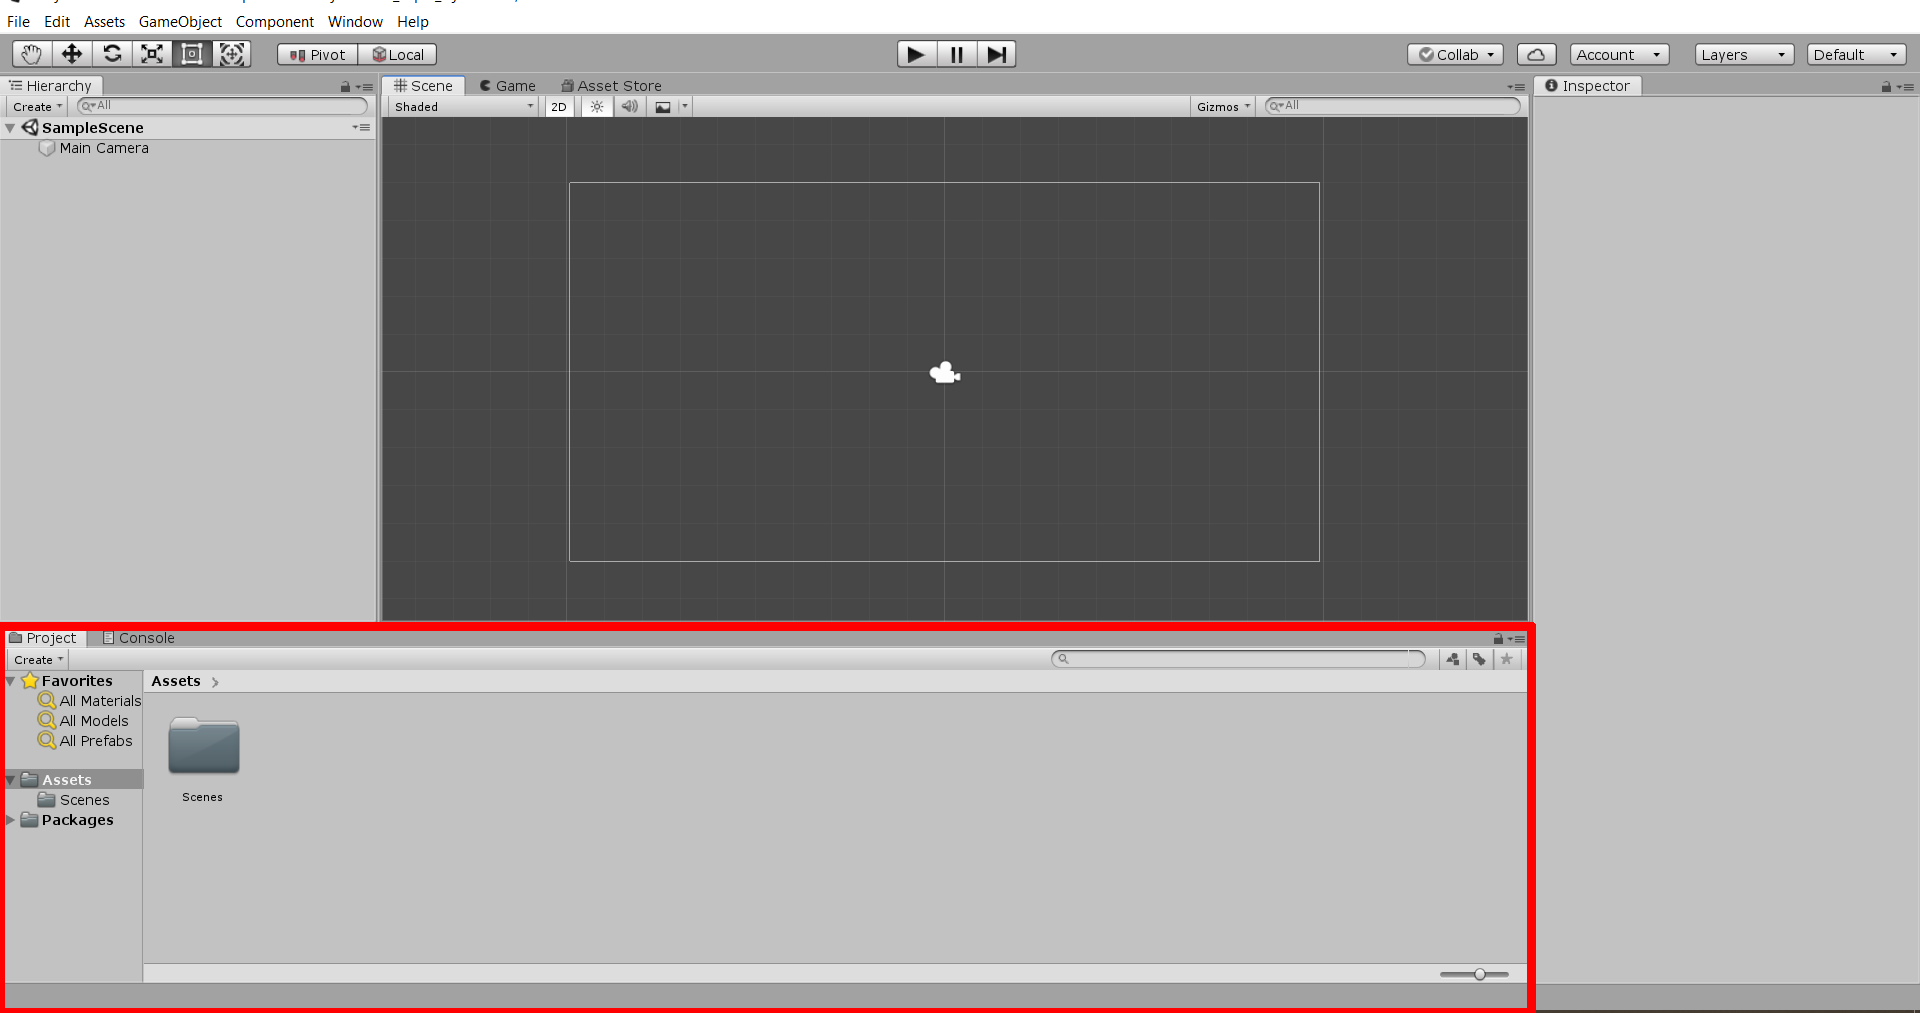 File Edit Assets GameObject Component Window Help
Pivot Local Collab Account Layers Default
Hierarchy Scene Game Asset Store Inspector
Create All Shaded 2D Gizmos All
SampleScene
Main Camera
Project Console
Create
Favorites Assets
All Materials
All Models
All Prefabs
Assets
Scenes Scenes
Packages